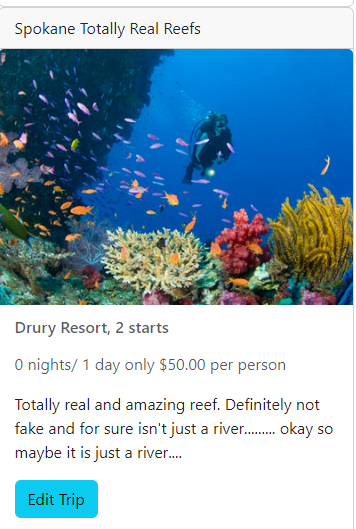 Spokane Totally Real Reefs
Drury Resort, 2 starts
0 nights/ 1 day only $50.00 per person
Totally real and amazing reef. Definitely not
fake and for sure isn't just a river......... okay so
maybe it is just a river....
Edit Trip